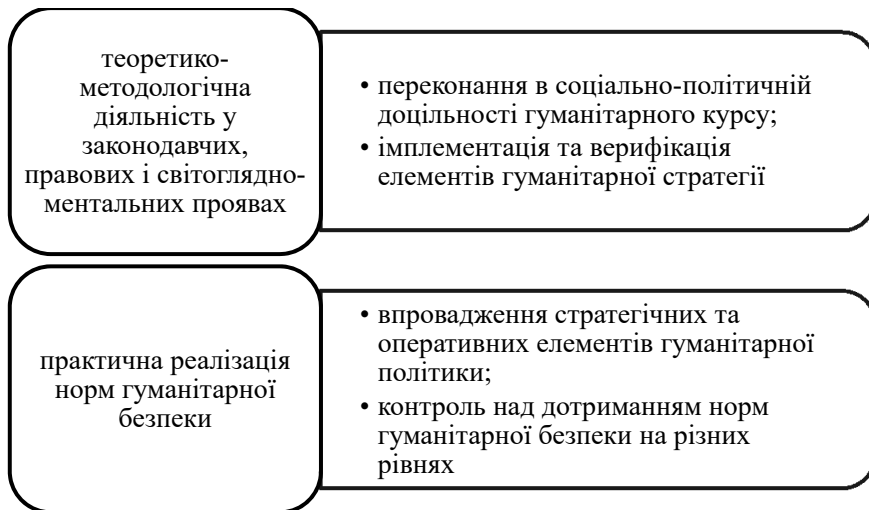 теоретико-
методологічна
діяльність у
законодавчих,
правових і світоглядно-
ментальних проявах
• переконання в соціально-політичній
доцільності гуманітарного курсу;
• імплементація та верифікація
елементів гуманітарної стратегії
практична реалізація
норм гуманітарної
безпеки
• впровадження стратегічних та
оперативних елементів гуманітарної
політики;
• контроль над дотриманням норм
гуманітарної безпеки на різних
рівнях